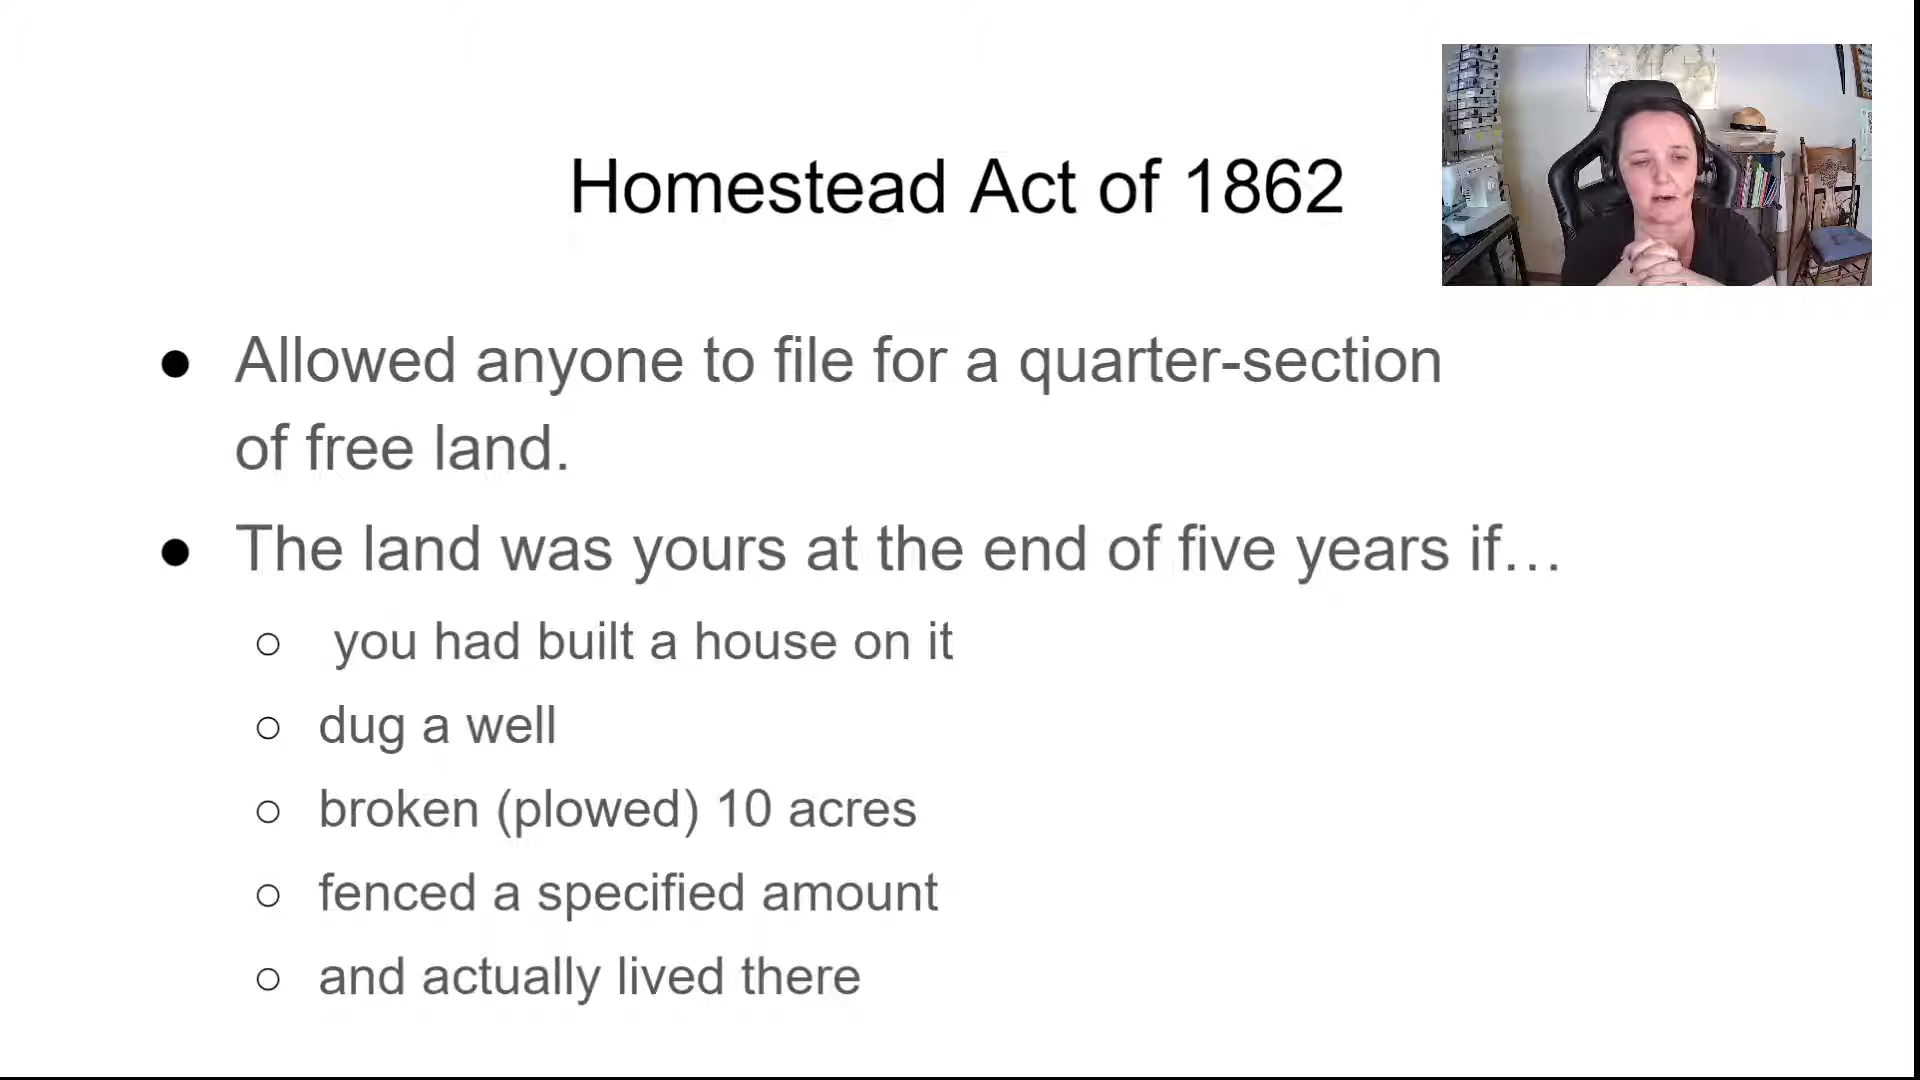 Homestead Act of 1862
● Allowed anyone to file for a quarter-section
of free land.
● The land was yours at the end of five years if…
○ you had built a house on it
○ dug a well
○ broken (plowed) 10 acres
○ fenced a specified amount
○ and actually lived there